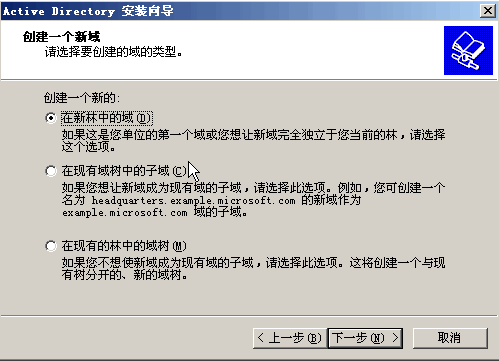 Active Directory 安装向导
创建一个新域
请选择要创建的域的类型。
创建一个新的:
在新林中的域(D)
如果这是您单位的第一个域或您想让新域完全独立于您当前的林，请选择
这个选项。
在现有域树中的子域(C)
如果您想让新域成为现有域的子域，请选择此选项。例如，您可创建一个
名为 headquarters.example.microsoft.com 的新域作为
example.microsoft.com 域的子域。
在现有的林中的域树(M)
如果您不想使新域成为现有域的子域，请选择此选项。这将创建一个与现
有树分开的、新的域树。
< 上一步(B) 下一步(N) > 取消